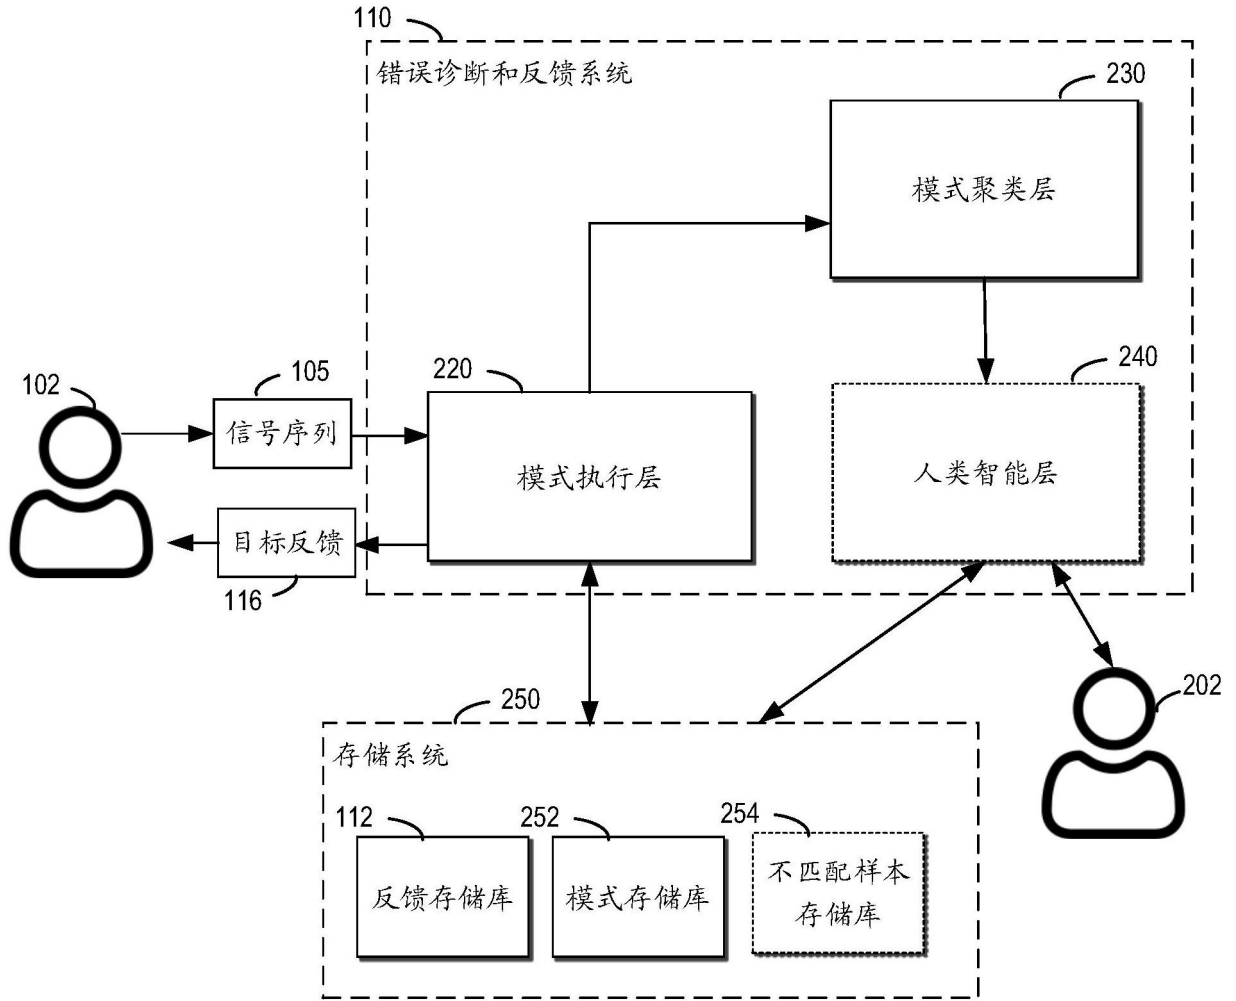 110
错误诊断和反馈系统
230
模式聚类层
102
105
信号序列
220
模式执行层
240
人类智能层
目标反馈
116
202
250
存储系统
112
反馈存储库
252
模式存储库
254
不匹配样本
存储库